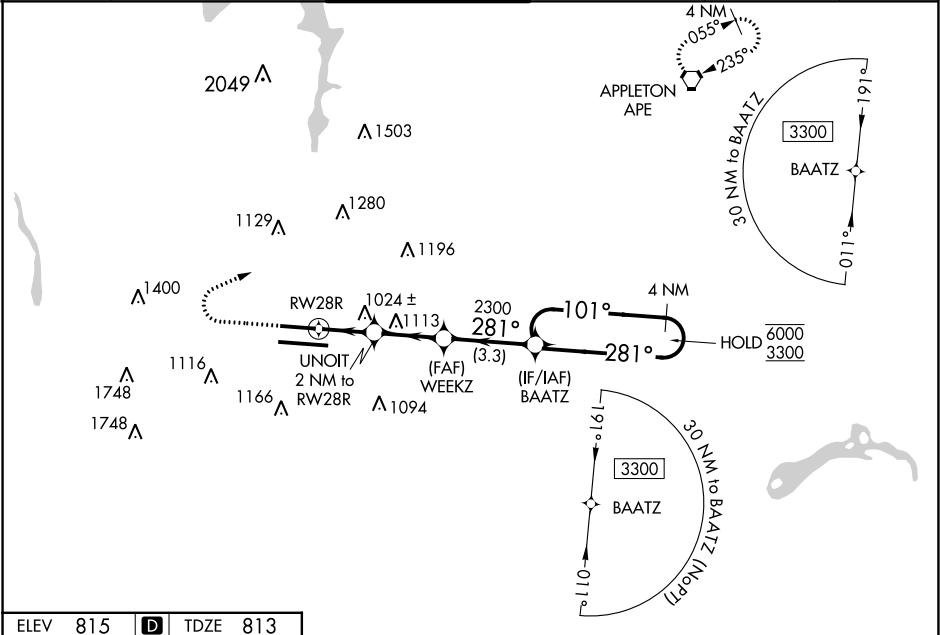 4 NM
055°
235°
APPLETON
APE
2049
1503
1280
1129
1196
1400
30 NM to BAATZ
191°
3300
BAATZ
011°
RW28R
1024 ±
1113
2300
281°
(3.3)
101°
4 NM
281°
HOLD 6000
3300
UNOIT
2 NM to
RW28R
(FAF)
WEEKZ
(IF/IAF)
BAATZ
1116
1748
1166
1094
1748
191°
3300
BAATZ
011°
30 NM to BAATZ (NoPT)
ELEV 815 D TDZE 813